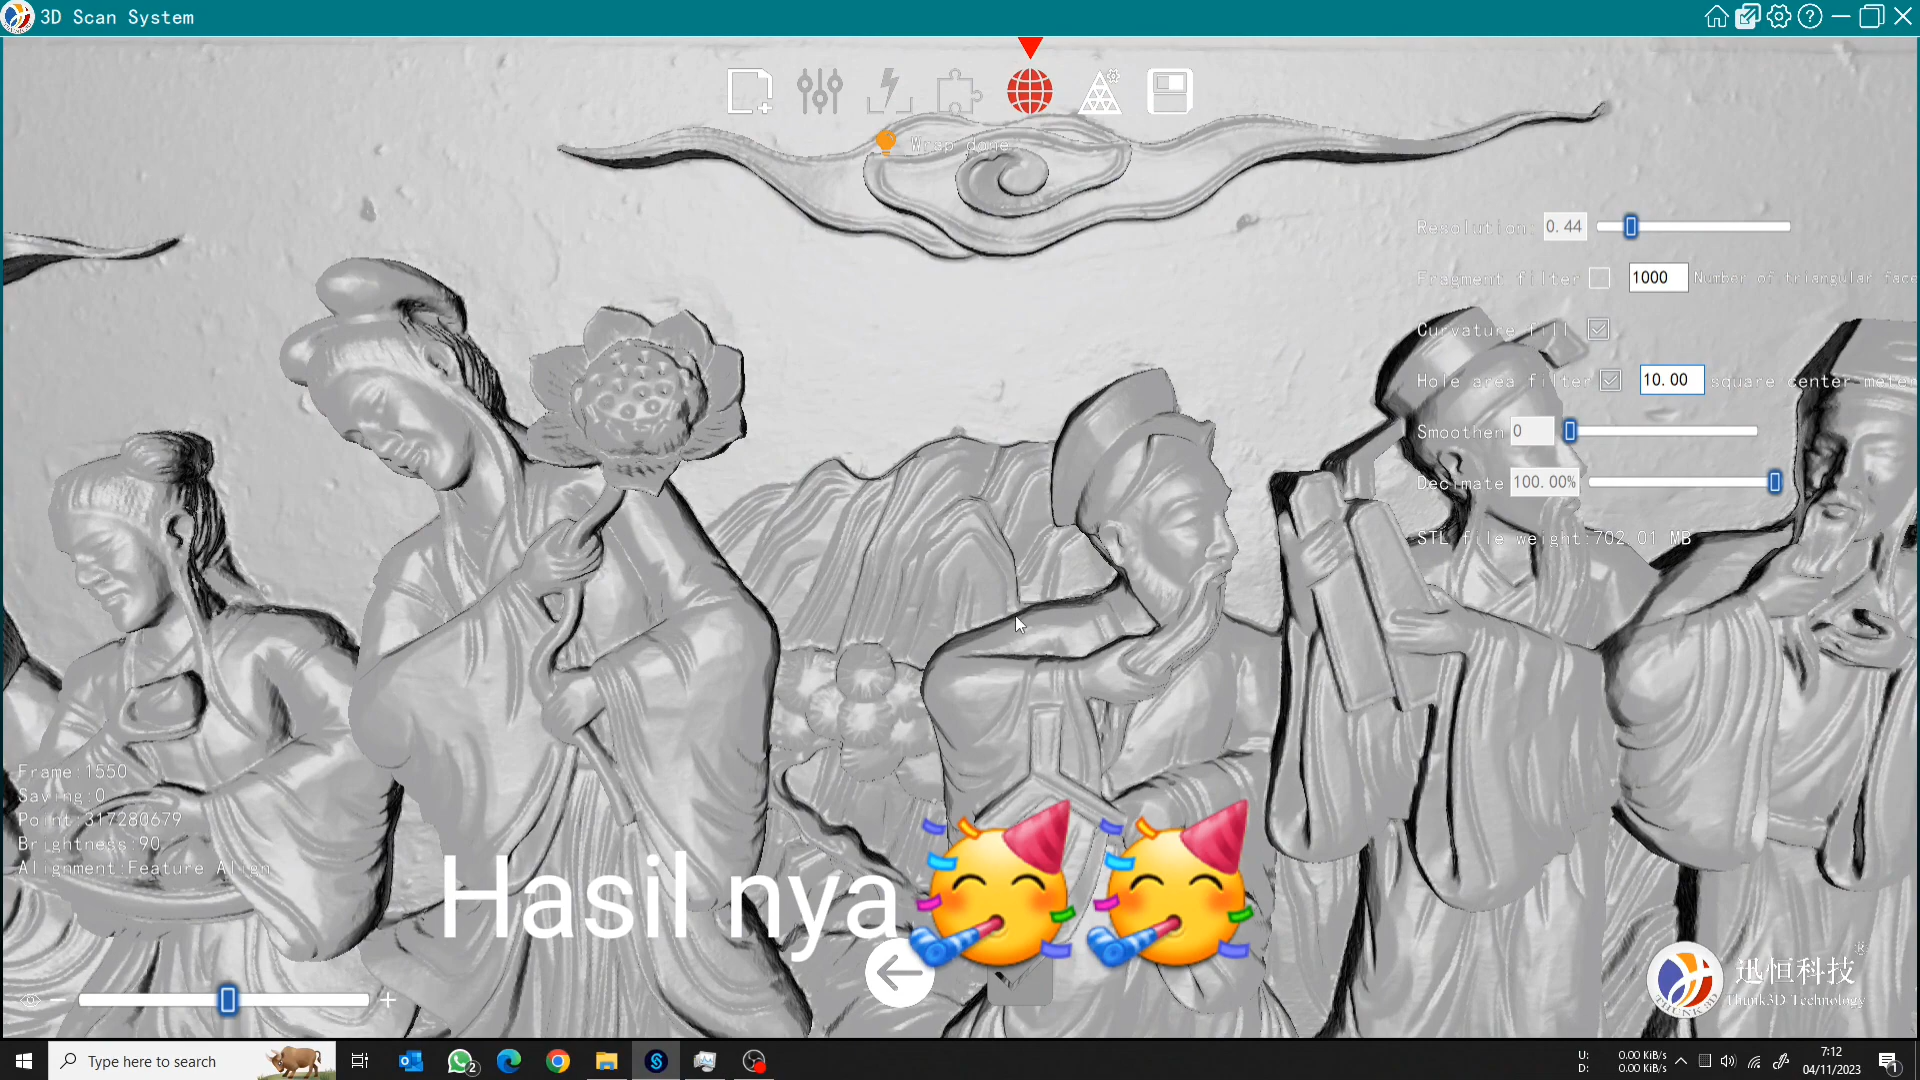 3D Scan System
Wrap done
Resolution: 0.44
Fragment filter 1000 Number of triangular face
Curvature fill
Hole area filter 10.00 square center meter
Smoothen 0
Decimate 100.00%
STL file weight:702.01 MB
Frame:1550
Saving:0
Point:317280679
Brightness:90
Alignment:Feature Align
Hasil nya
迅恒科技
Thunk3D Technology
Type here to search
2
U: 0.00 KiB/s
D: 0.00 KiB/s
7:12
04/11/2023
1